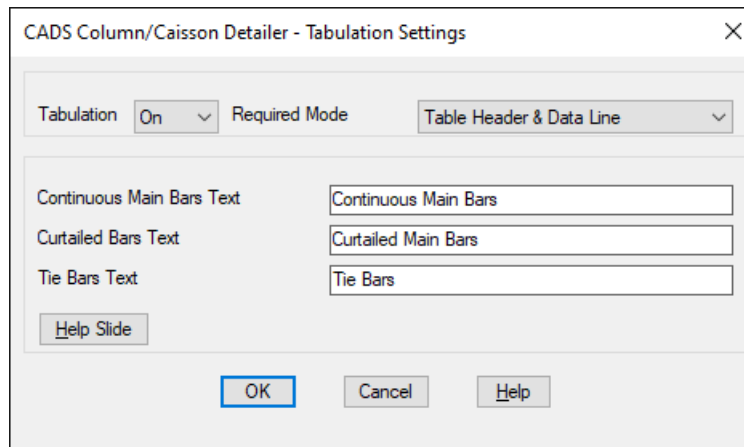 CADS Column/Caisson Detailer - Tabulation Settings
Tabulation On Required Mode Table Header & Data Line
Continuous Main Bars Text Continuous Main Bars
Curtailed Bars Text Curtailed Main Bars
Tie Bars Text Tie Bars
Help Slide
OK Cancel Help